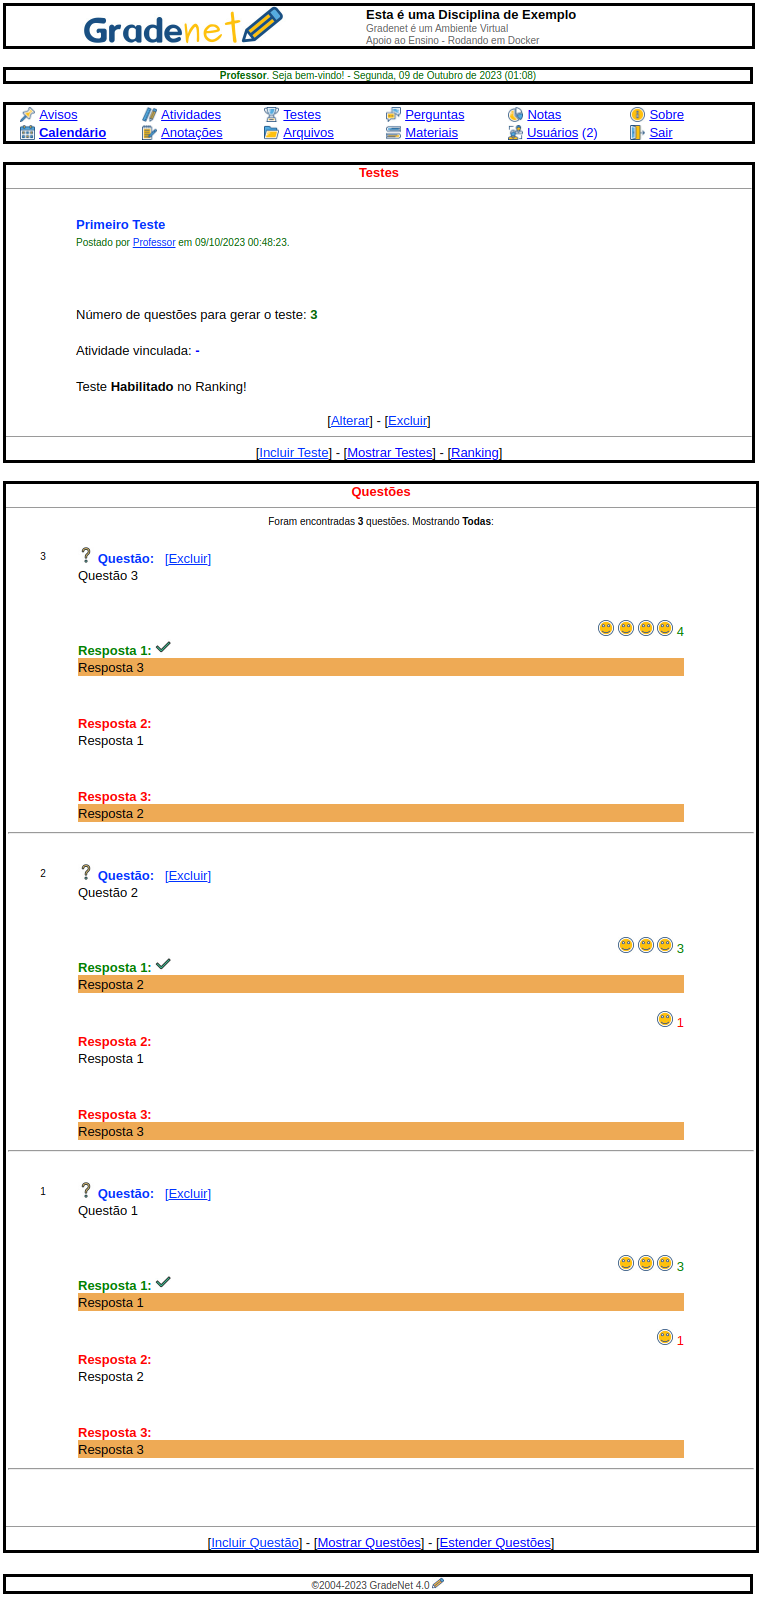 Gradenet
Esta é uma Disciplina de Exemplo
Gradenet é um Ambiente Virtual
Apoio ao Ensino - Rodando em Docker
Professor. Seja bem-vindo! - Segunda, 09 de Outubro de 2023 (01:08)
Avisos Atividades Testes Perguntas Notas Sobre
Calendário Anotações Arquivos Materiais Usuários (2) Sair
Testes
Primeiro Teste
Postado por Professor em 09/10/2023 00:48:23.
Número de questões para gerar o teste: 3
Atividade vinculada: -
Teste Habilitado no Ranking!
[Alterar] - [Excluir]
[Incluir Teste] - [Mostrar Testes] - [Ranking]
Questões
Foram encontradas 3 questões. Mostrando Todas:
3 Questão: [Excluir]
Questão 3
4
Resposta 1:
Resposta 3
Resposta 2:
Resposta 1
Resposta 3:
Resposta 2
2 Questão: [Excluir]
Questão 2
3
Resposta 1:
Resposta 2
1
Resposta 2:
Resposta 1
Resposta 3:
Resposta 3
1 Questão: [Excluir]
Questão 1
3
Resposta 1:
Resposta 1
1
Resposta 2:
Resposta 2
Resposta 3:
Resposta 3
[Incluir Questão] - [Mostrar Questões] - [Estender Questões]
©2004-2023 GradeNet 4.0